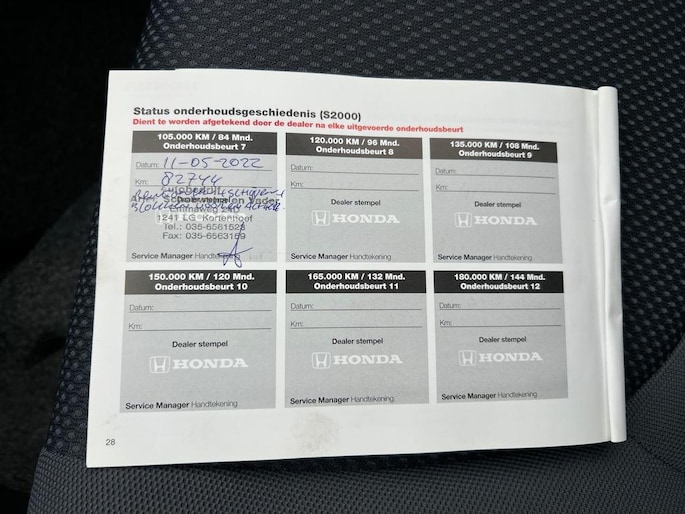 Status onderhoudsgeschiedenis (S2000)
Dient te worden afgetekend door de dealer na elke uitgevoerde onderhoudsbeurt
105.000 KM / 84 Mnd.
Onderhoudsbeurt 7
Datum: 11-05-2022
Km: 82744
Autobedrijf
Dealer stempel
1241 LG Kortenhoef
Tel.: 035-6561528
Fax: 035-6563169
Service Manager Handtekening
120.000 KM / 96 Mnd.
Onderhoudsbeurt 8
Datum:
Km:
Dealer stempel
HONDA
Service Manager Handtekening
135.000 KM / 108 Mnd.
Onderhoudsbeurt 9
Datum:
Km:
Dealer stempel
HONDA
Service Manager Handtekening
150.000 KM / 120 Mnd.
Onderhoudsbeurt 10
Datum:
Km:
Dealer stempel
HONDA
Service Manager Handtekening
165.000 KM / 132 Mnd.
Onderhoudsbeurt 11
Datum:
Km:
Dealer stempel
HONDA
Service Manager Handtekening
180.000 KM / 144 Mnd.
Onderhoudsbeurt 12
Datum:
Km:
Dealer stempel
HONDA
Service Manager Handtekening
28